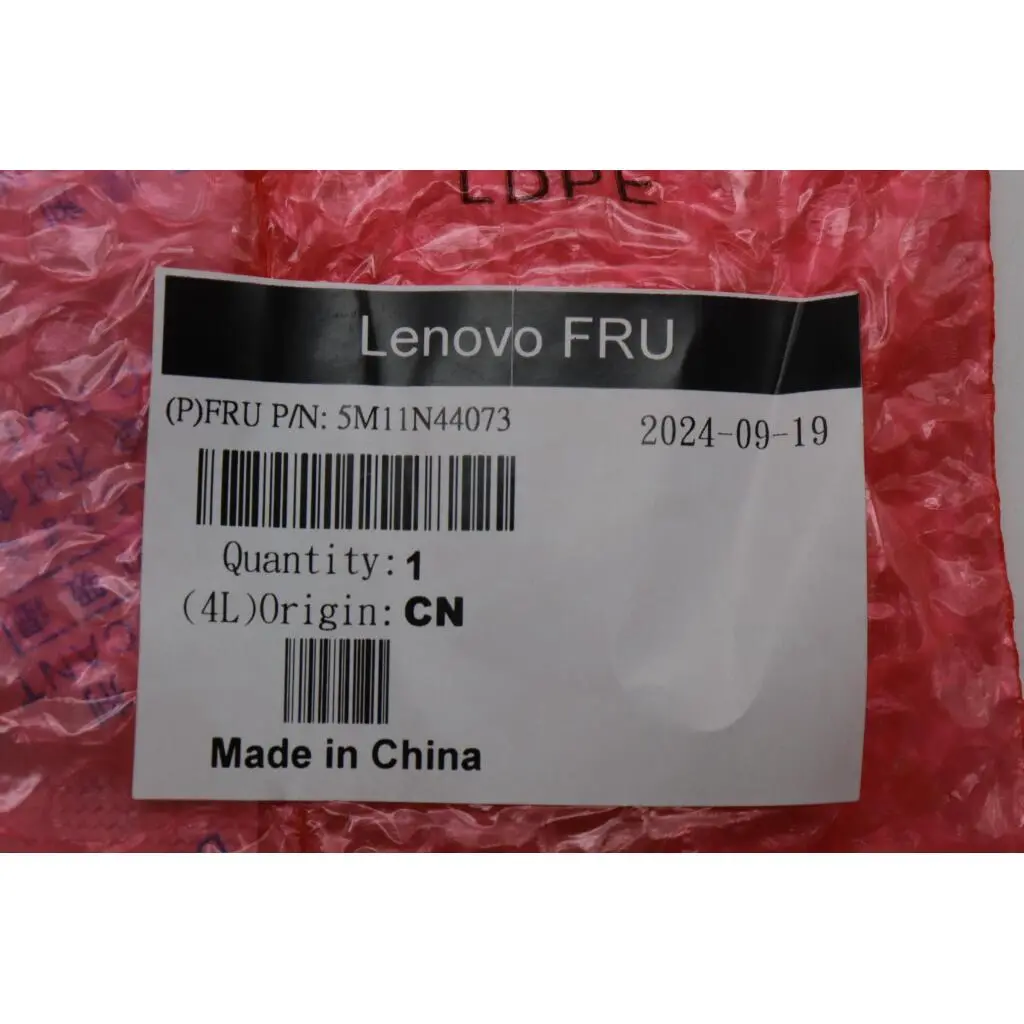 LDPE
Lenovo FRU
(P)FRU P/N: 5M11N44073
2024-09-19
Quantity: 1
(4L)Origin: CN
Made in China